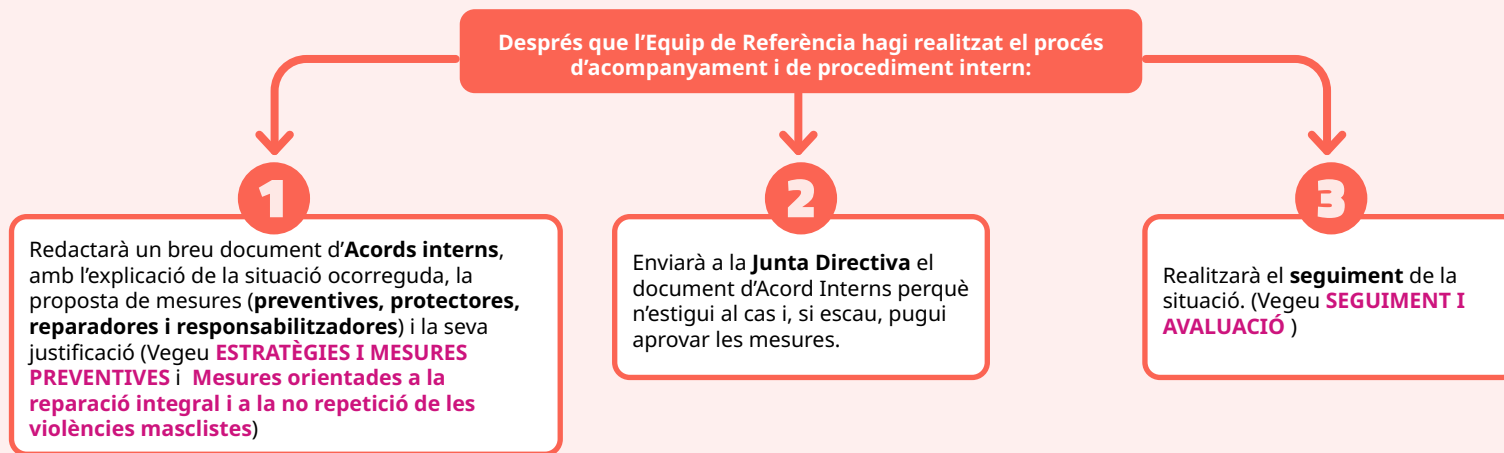 Després que l’Equip de Referència hagi realitzat el procés
d’acompanyament i de procediment intern:
1
Redactarà un breu document d’Acords interns,
amb l’explicació de la situació ocorreguda, la
proposta de mesures (preventives, protectores,
reparadores i responsabilitzadores) i la seva
justificació (Vegeu ESTRATÈGIES I MESURES
PREVENTIVES i Mesures orientades a la
reparació integral i a la no repetició de les
violències masclistes)
2
Enviarà a la Junta Directiva el
document d’Acord Interns perquè
n’estigui al cas i, si escau, pugui
aprovar les mesures.
3
Realitzarà el seguiment de la
situació. (Vegeu SEGUIMENT I
AVALUACIÓ )